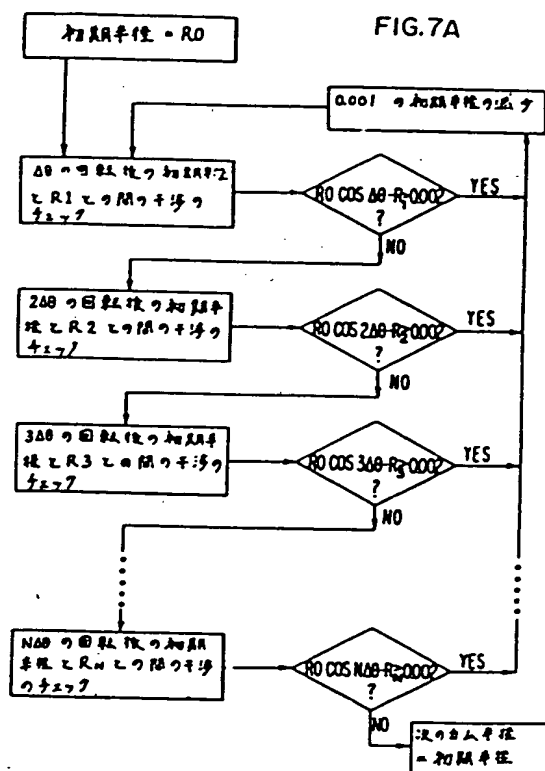 FIG.7A
初期半径 = R0
0.001 の初期半径の減少
Δθ の回転後の初期半径
と R1 との間の干渉の
チェック
R0 COS Δθ-R1≥0.002
?
YES
NO
2Δθ の回転後の初期半
径と R2 との間の干渉の
チェック
R0 COS 2Δθ-R2≥0.002
?
YES
NO
3Δθ の回転後の初期半
径と R3 との間の干渉の
チェック
R0 COS 3Δθ-R3≥0.002
?
YES
NO
NΔθ の回転後の初期
半径と RN との間の干渉
のチェック
R0 COS NΔθ-RN≥0.002
?
YES
NO
次のカム半径
= 初期半径